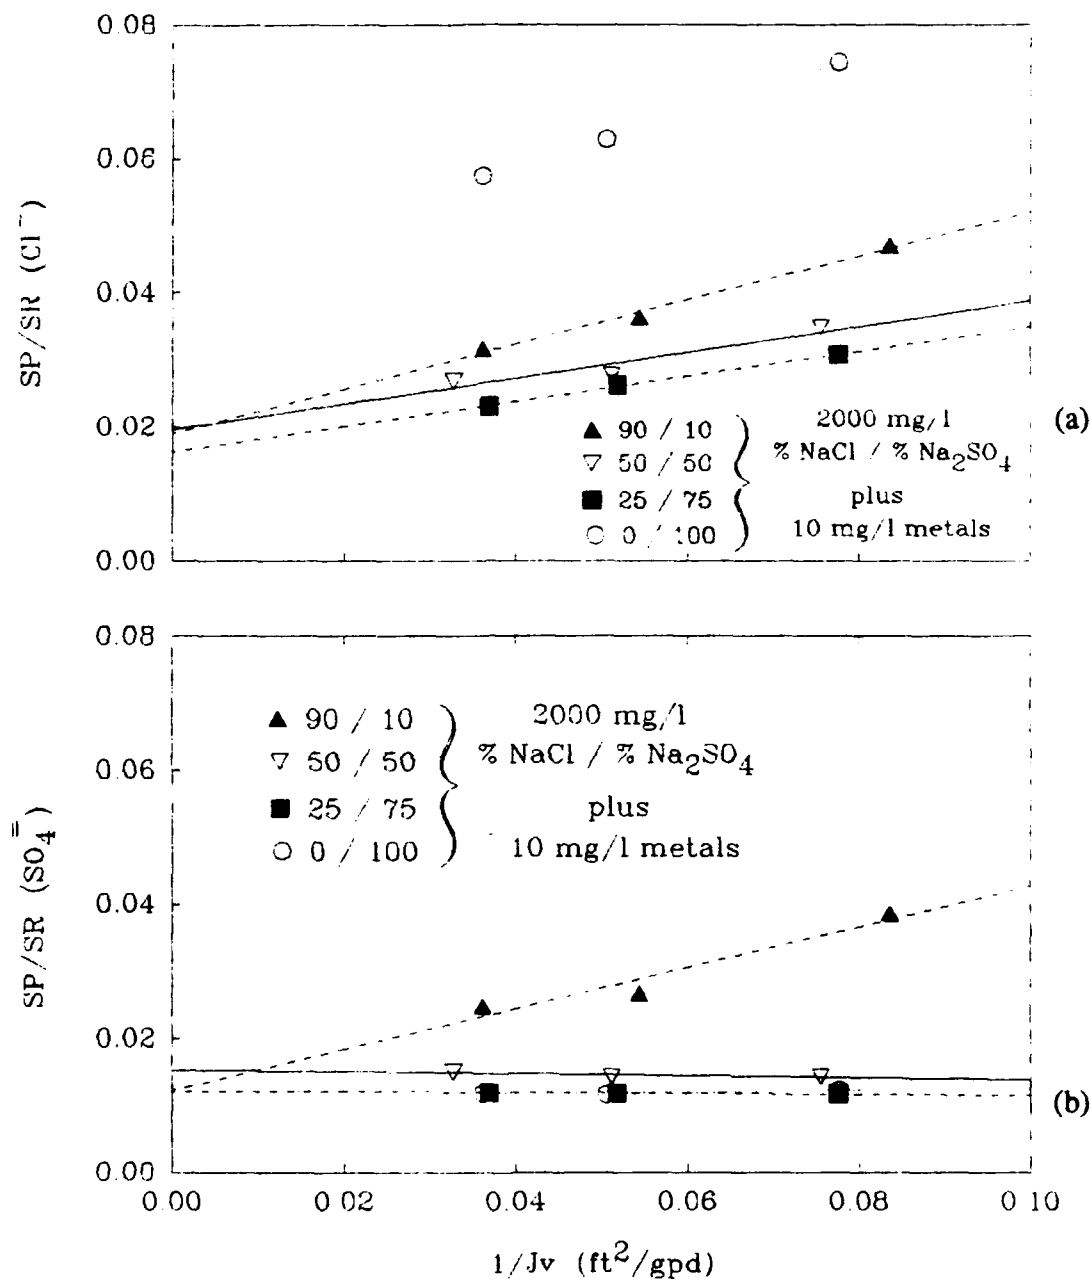 0.08
0.06
0.04
0.02
0.00
SP/SR (Cl⁻)
▲ 90 / 10
▽ 50 / 50
■ 25 / 75
○ 0 / 100
2000 mg/l
% NaCl / % Na₂SO₄
plus
10 mg/l metals
(a)
0.08
0.06
0.04
0.02
0.00
SP/SR (SO₄⁼)
▲ 90 / 10
▽ 50 / 50
■ 25 / 75
○ 0 / 100
2000 mg/l
% NaCl / % Na₂SO₄
plus
10 mg/l metals
(b)
0.00 0.02 0.04 0.06 0.08 0.10
1/Jv (ft²/gpd)